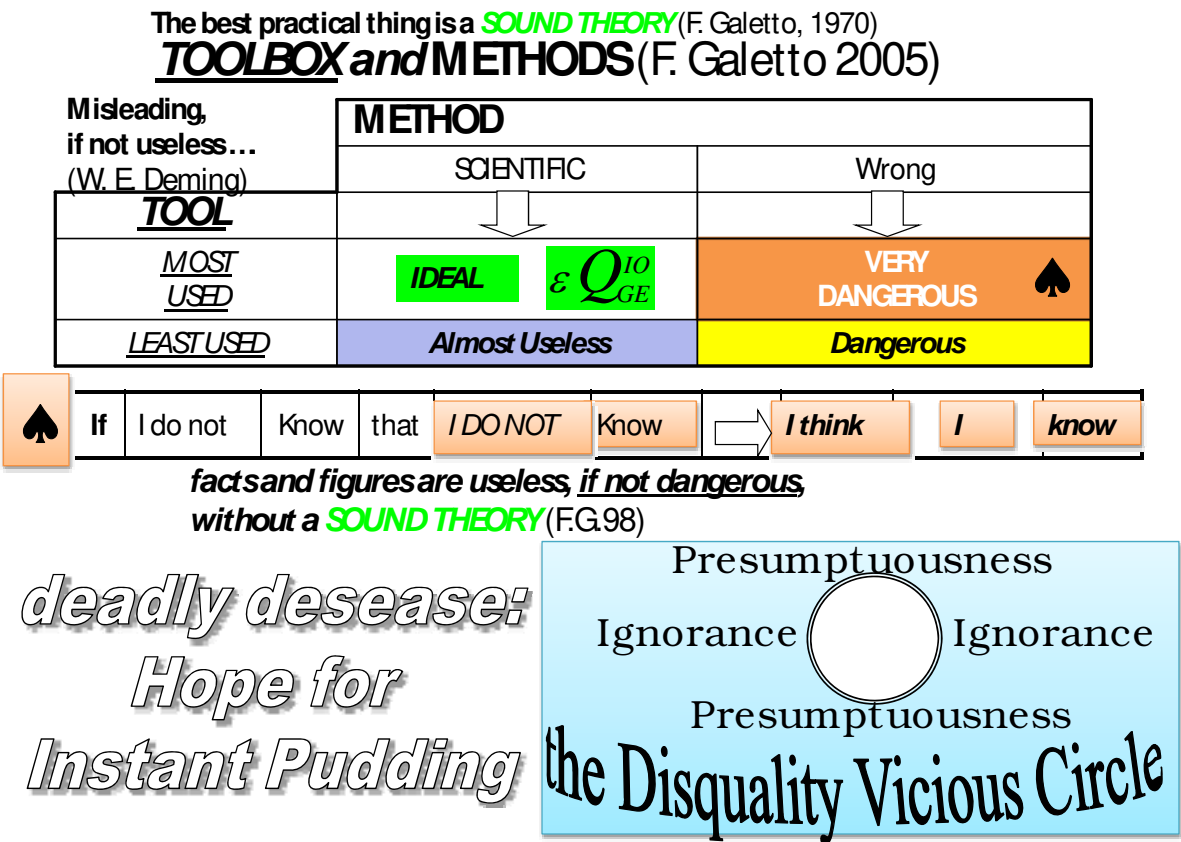 The best practical thing is a SOUND THEORY (F. Galetto, 1970)
TOOLBOX and METHODS (F. Galetto 2005)
Misleading,
if not useless…
(W. E. Deming)
METHOD
SCIENTIFIC Wrong
TOOL
MOST
USED
IDEAL ε Q IO GE
VERY
DANGEROUS ♠
LEAST USED Almost Useless Dangerous
♠ If I do not Know that I DO NOT Know I think I know
facts and figures are useless, if not dangerous,
without a SOUND THEORY (F.G.98)
deadly desease:
Hope for
Instant Pudding
Presumptuousness
Ignorance Ignorance
Presumptuousness
the Disquality Vicious Circle